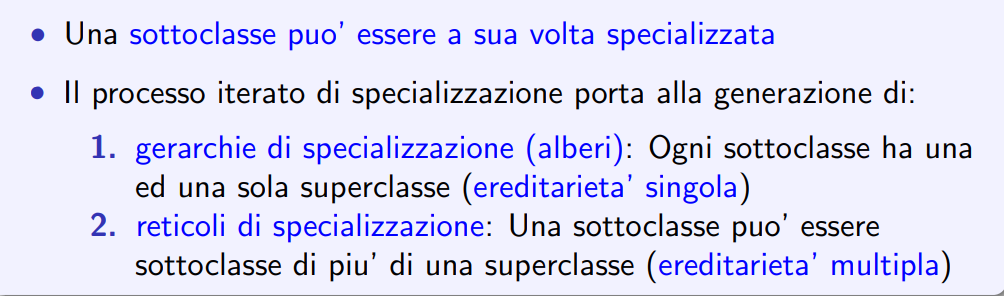 • Una sottoclasse puo' essere a sua volta specializzata
• Il processo iterato di specializzazione porta alla generazione di:
1. gerarchie di specializzazione (alberi): Ogni sottoclasse ha una
ed una sola superclasse (ereditarieta' singola)
2. reticoli di specializzazione: Una sottoclasse puo' essere
sottoclasse di piu' di una superclasse (ereditarieta' multipla)